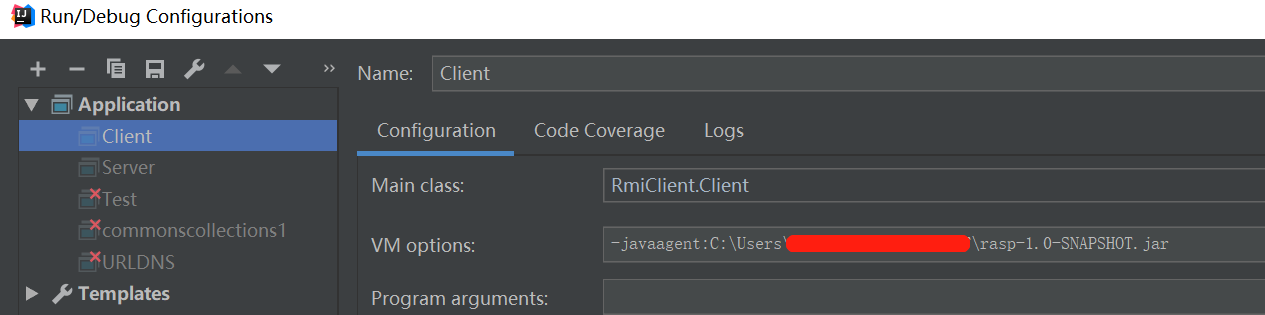 Run/Debug Configurations
Name: Client
Application
Client
Server
Test
commonscollections1
URLDNS
Templates
Configuration Code Coverage Logs
Main class: RmiClient.Client
VM options: -javaagent:C:\Users\ \rasp-1.0-SNAPSHOT.jar
Program arguments: